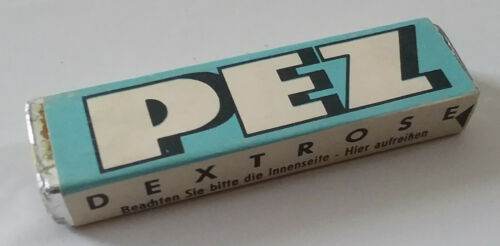 PEZ
DEXTROSE
Beachten Sie bitte die Innenseite - Hier aufreißen